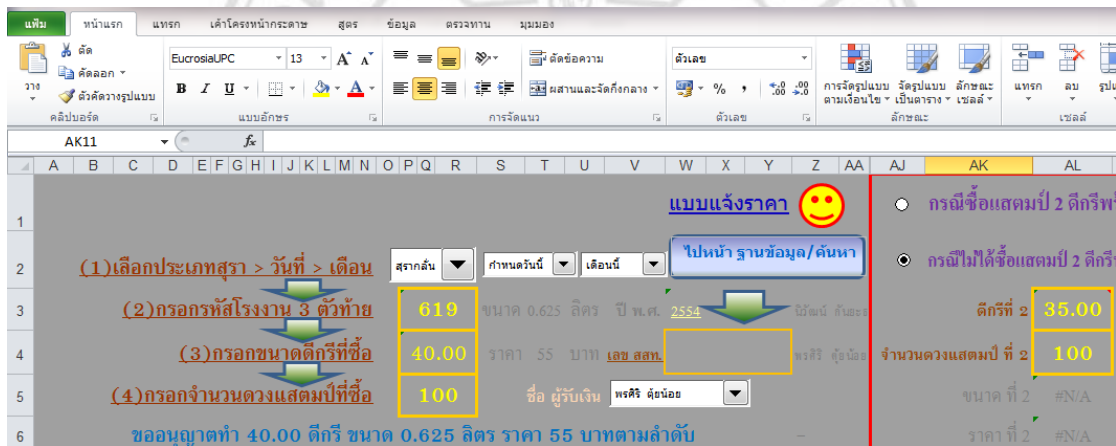 แฟ้ม หน้าแรก แทรก เค้าโครงหน้ากระดาษ สูตร ข้อมูล ตรวจทาน มุมมอง
วาง
ตัด
คัดลอก
ตัวคัดวางรูปแบบ
คลิปบอร์ด
EucrosiaUPC 13
B I U
แบบอักษร
ตัดข้อความ
ผสานและจัดกึ่งกลาง
การจัดแนว
ตัวเลข
% , .00
ตัวเลข
การจัดรูปแบบตามเงื่อนไข
จัดรูปแบบเป็นตาราง
ลักษณะเซลล์
ลักษณะ
แทรก ลบ
เซลล์
AK11 fx
A B C D E F G H I J K L M N O P Q R S T U V W X Y Z AA AJ AK AL
1 แบบแจ้งราคา กรณีซื้อแสตมป์ 2 ดีกรี
2 (1)เลือกประเภทสุรา > วันที่ > เดือน สุรากลั่น กำหนดวันนี้ เดือนนี้ ไปหน้า ฐานข้อมูล/ค้นหา กรณีไม่ได้ซื้อแสตมป์ 2 ดีกรี
3 (2)กรอกรหัสโรงงาน 3 ตัวท้าย 619 ขนาด 0.625 ลิตร ปี พ.ศ. 2554 ดีกรีที่ 2 35.00
4 (3)กรอกขนาดดีกรีที่ซื้อ 40.00 ราคา 55 บาท เลข สสท. พรศิริ ตุ้ยน้อย จำนวนดวงแสตมป์ ที่ 2 100
5 (4)กรอกจำนวนดวงแสตมป์ที่ซื้อ 100 ชื่อ ผู้รับเงิน พรศิริ ตุ้ยน้อย ขนาด ที่ 2 #N/A
6 ขออนุญาตทำ 40.00 ดีกรี ขนาด 0.625 ลิตร ราคา 55 บาทตามลำดับ – ราคา ที่ 2 #N/A